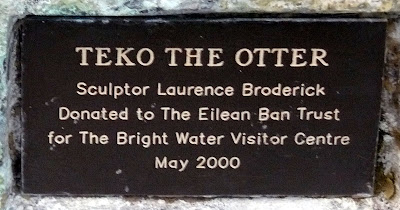 TEKO THE OTTER
Sculptor Laurence Broderick
Donated to The Eilean Ban Trust
for The Bright Water Visitor Centre
May 2000